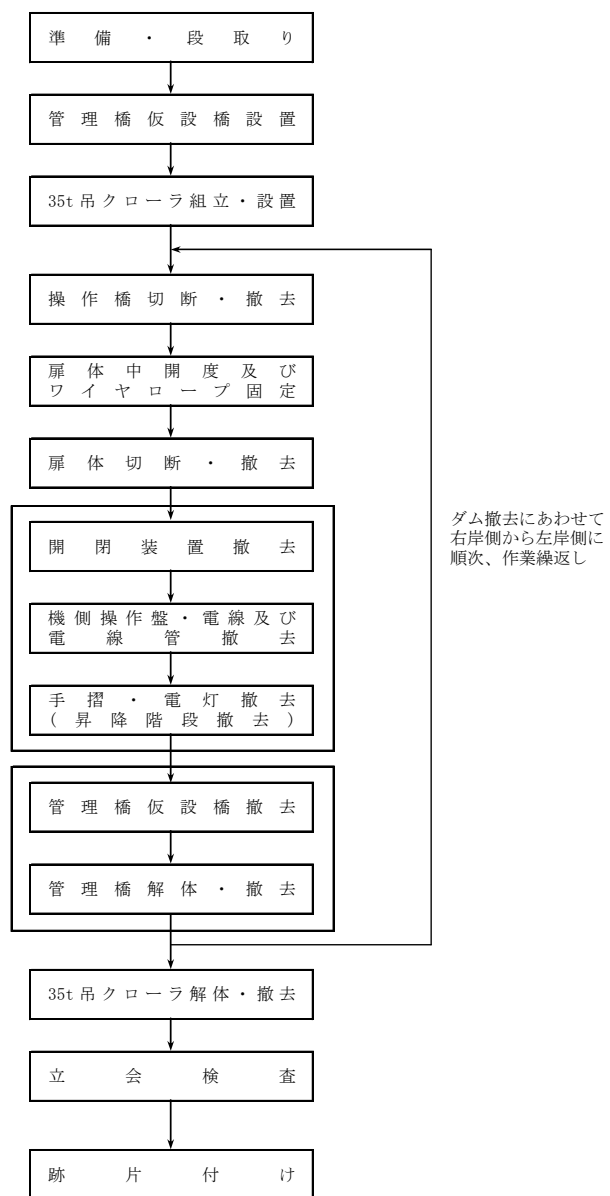 準備・段取り
管理橋仮設橋設置
35t吊クローラ組立・設置
操作橋切断・撤去
扉体中開度及び
ワイヤロープ固定
扉体切断・撤去
開閉装置撤去
機側操作盤・電線及び
電線管撤去
手摺・電灯撤去
(昇降階段撤去)
管理橋仮設橋撤去
管理橋解体・撤去
ダム撤去にあわせて
右岸側から左岸側に
順次、作業繰返し
35t吊クローラ解体・撤去
立会検査
跡片付け